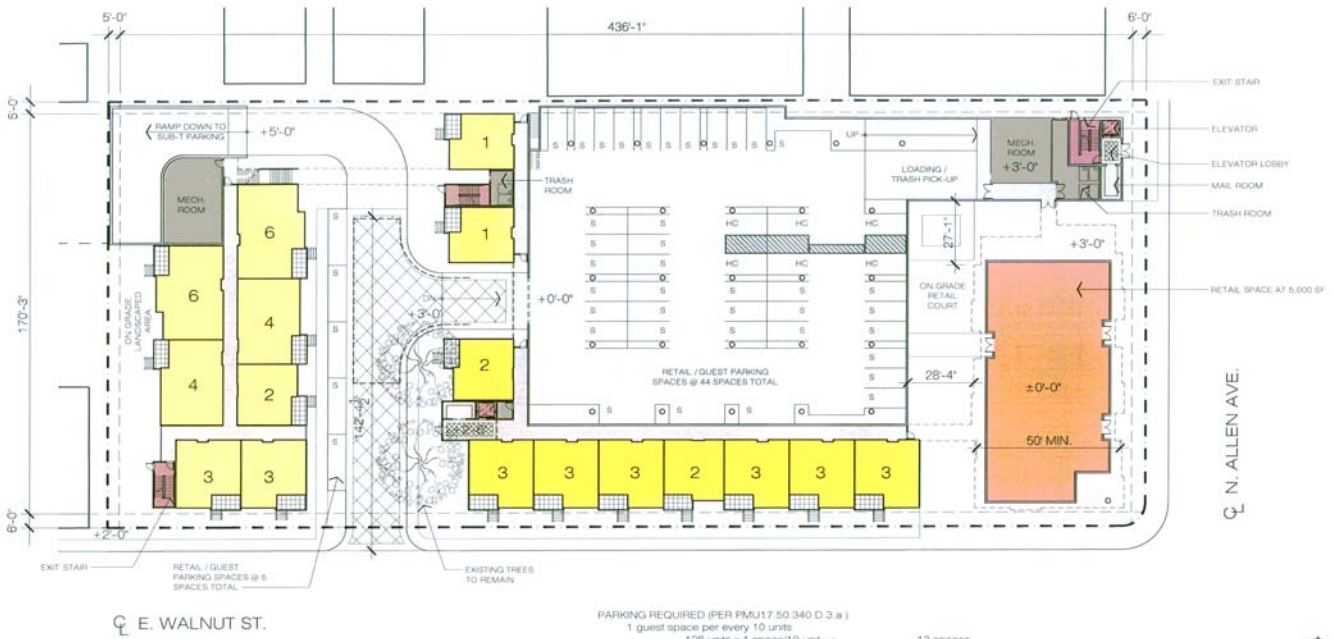 5'-0"
436'-1"
6'-0"
EXIT STAIR
5'-0"
RAMP DOWN TO
SUB-T PARKING
+5'-0"
1
UP
MECH.
ROOM
+3'-0"
ELEVATOR
S S S S S S S S S S
LOADING /
TRASH PICK-UP
ELEVATOR LOBBY
TRASH
ROOM
MAIL ROOM
MECH.
ROOM
TRASH ROOM
6
1
HC HC HC
27'-1"
+3'-0"
HC HC HC
6
170'-3"
ON GRADE
LANDSCAPED
AREA
4
DN
+3'-0"
+0'-0"
ON GRADE
RETAIL
COURT
RETAIL SPACE AT 5,000 SF
4
2
2
RETAIL / GUEST PARKING
SPACES @ 44 SPACES TOTAL
28'-4"
±0'-0"
142'-4½"
S S S S
50' MIN.
3
3
3
3
3
2
3
3
3
6'-0"
+2'-0"
EXIT STAIR
RETAIL / GUEST
PARKING SPACES @ 5
SPACES TOTAL
EXISTING TREES
TO REMAIN
℄ N. ALLEN AVE.
℄ E. WALNUT ST.
PARKING REQUIRED (PER PMU17.50.340 D 3.a )
1 guest space per every 10 units